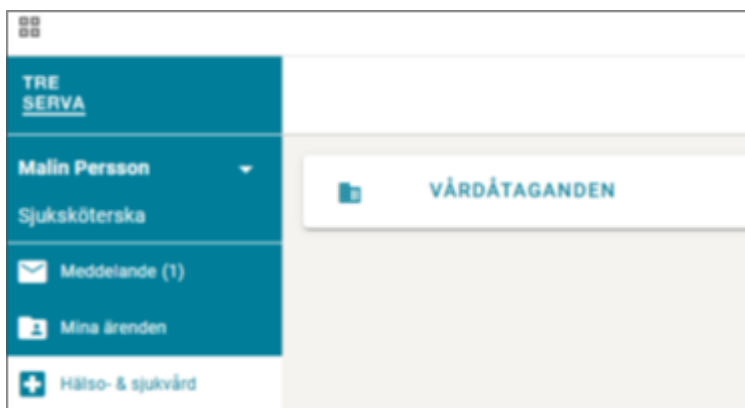 TRE
SERVA
Malin Persson
Sjuksköterska
Meddelande (1)
Mina ärenden
Hälso- & sjukvård
VÅRDÅTAGANDEN